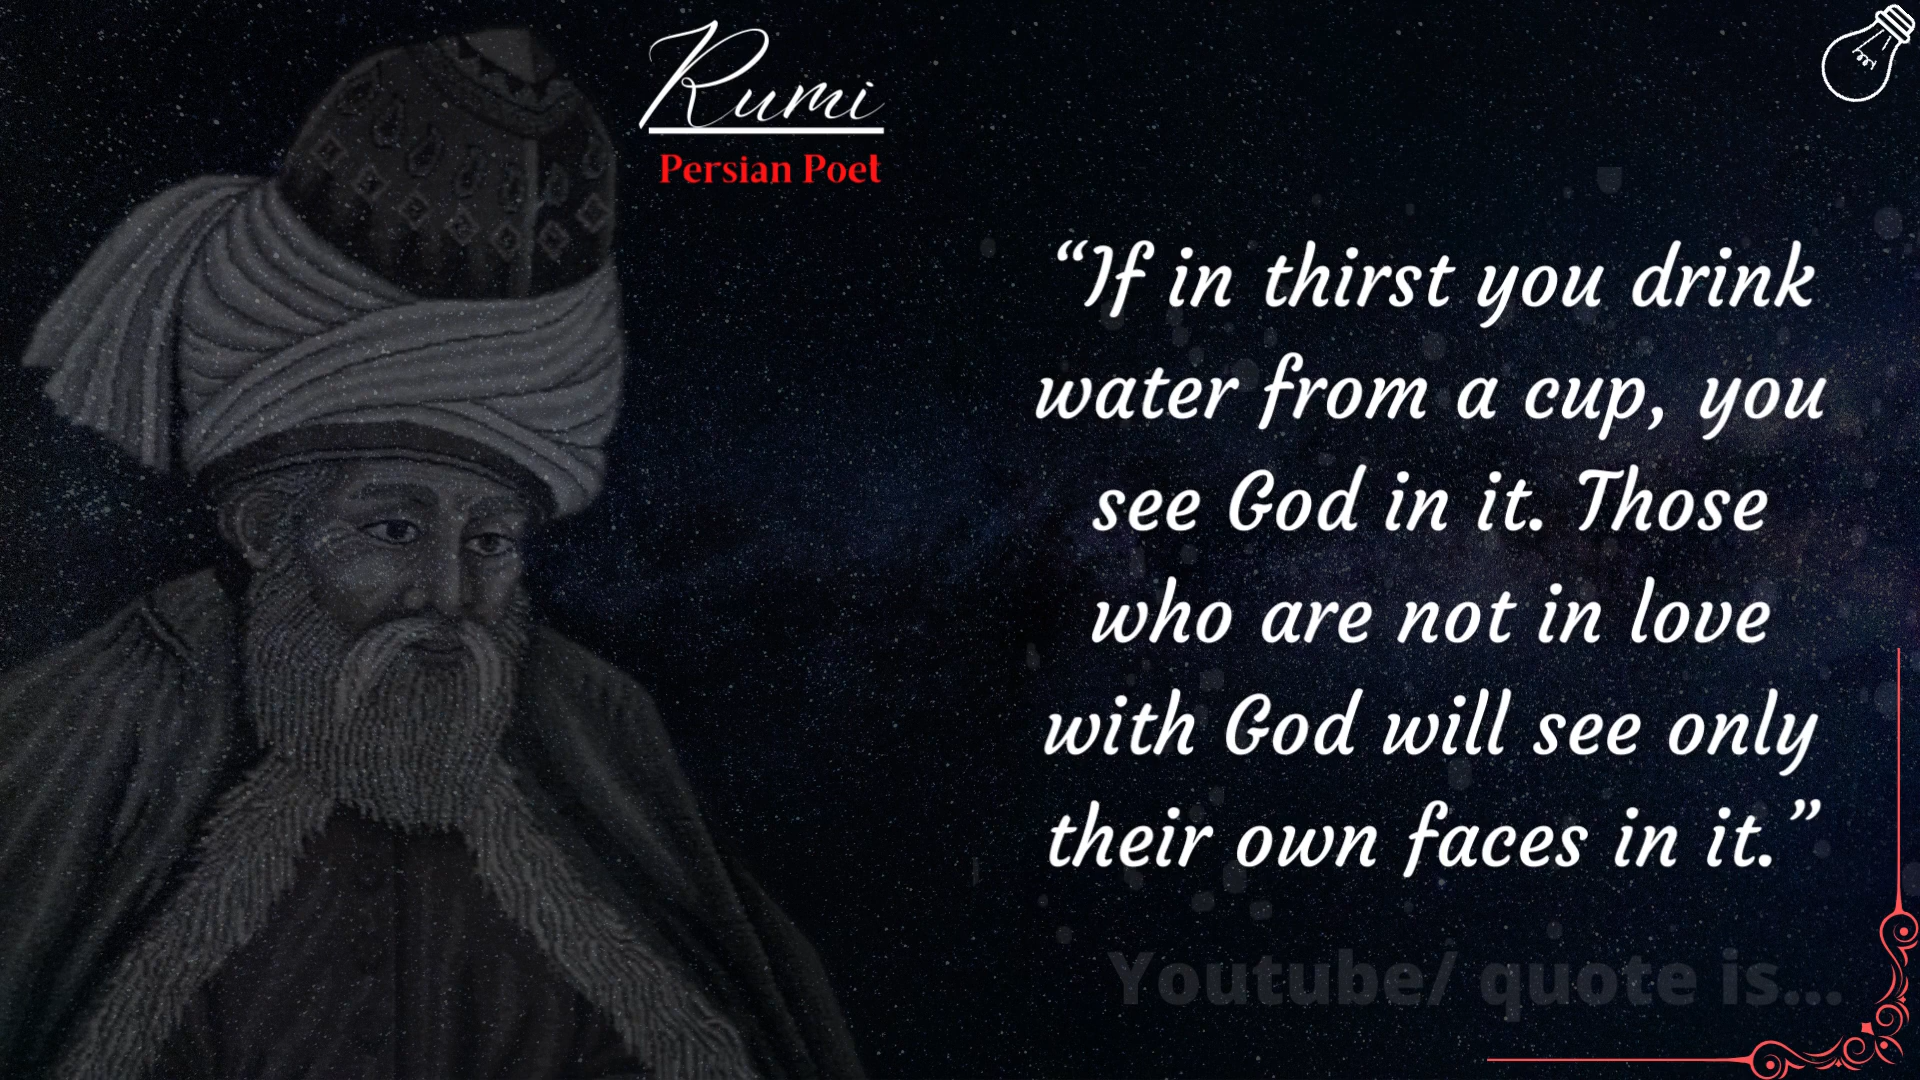 Rumi
Persian Poet
“If in thirst you drink
water from a cup, you
see God in it. Those
who are not in love
with God will see only
their own faces in it.”
Youtube/ quote is...